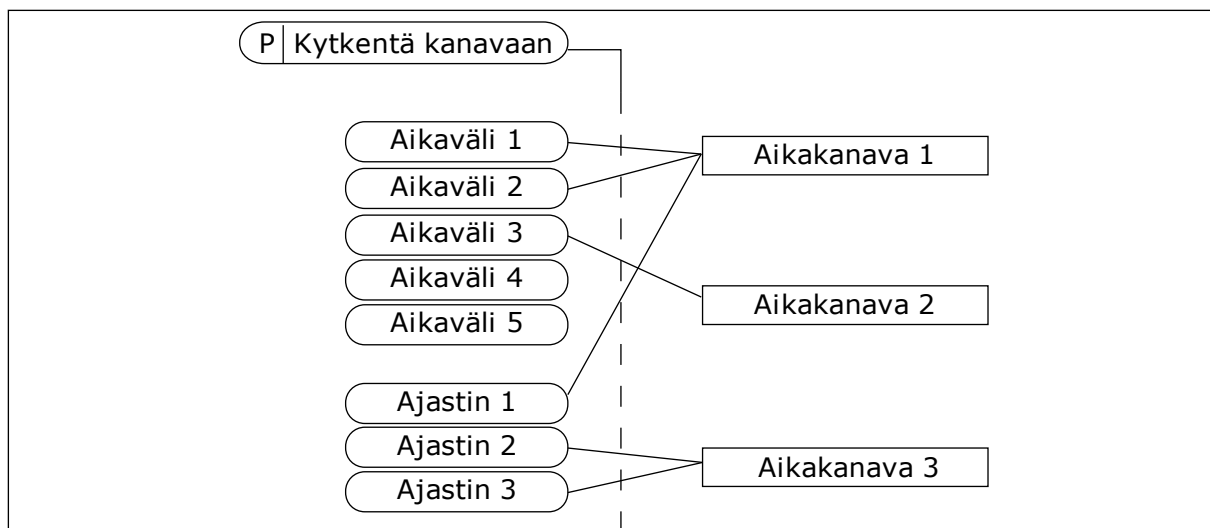 P Kytkentä kanavaan
Aikaväli 1
Aikaväli 2
Aikaväli 3
Aikaväli 4
Aikaväli 5
Ajastin 1
Ajastin 2
Ajastin 3
Aikakanava 1
Aikakanava 2
Aikakanava 3